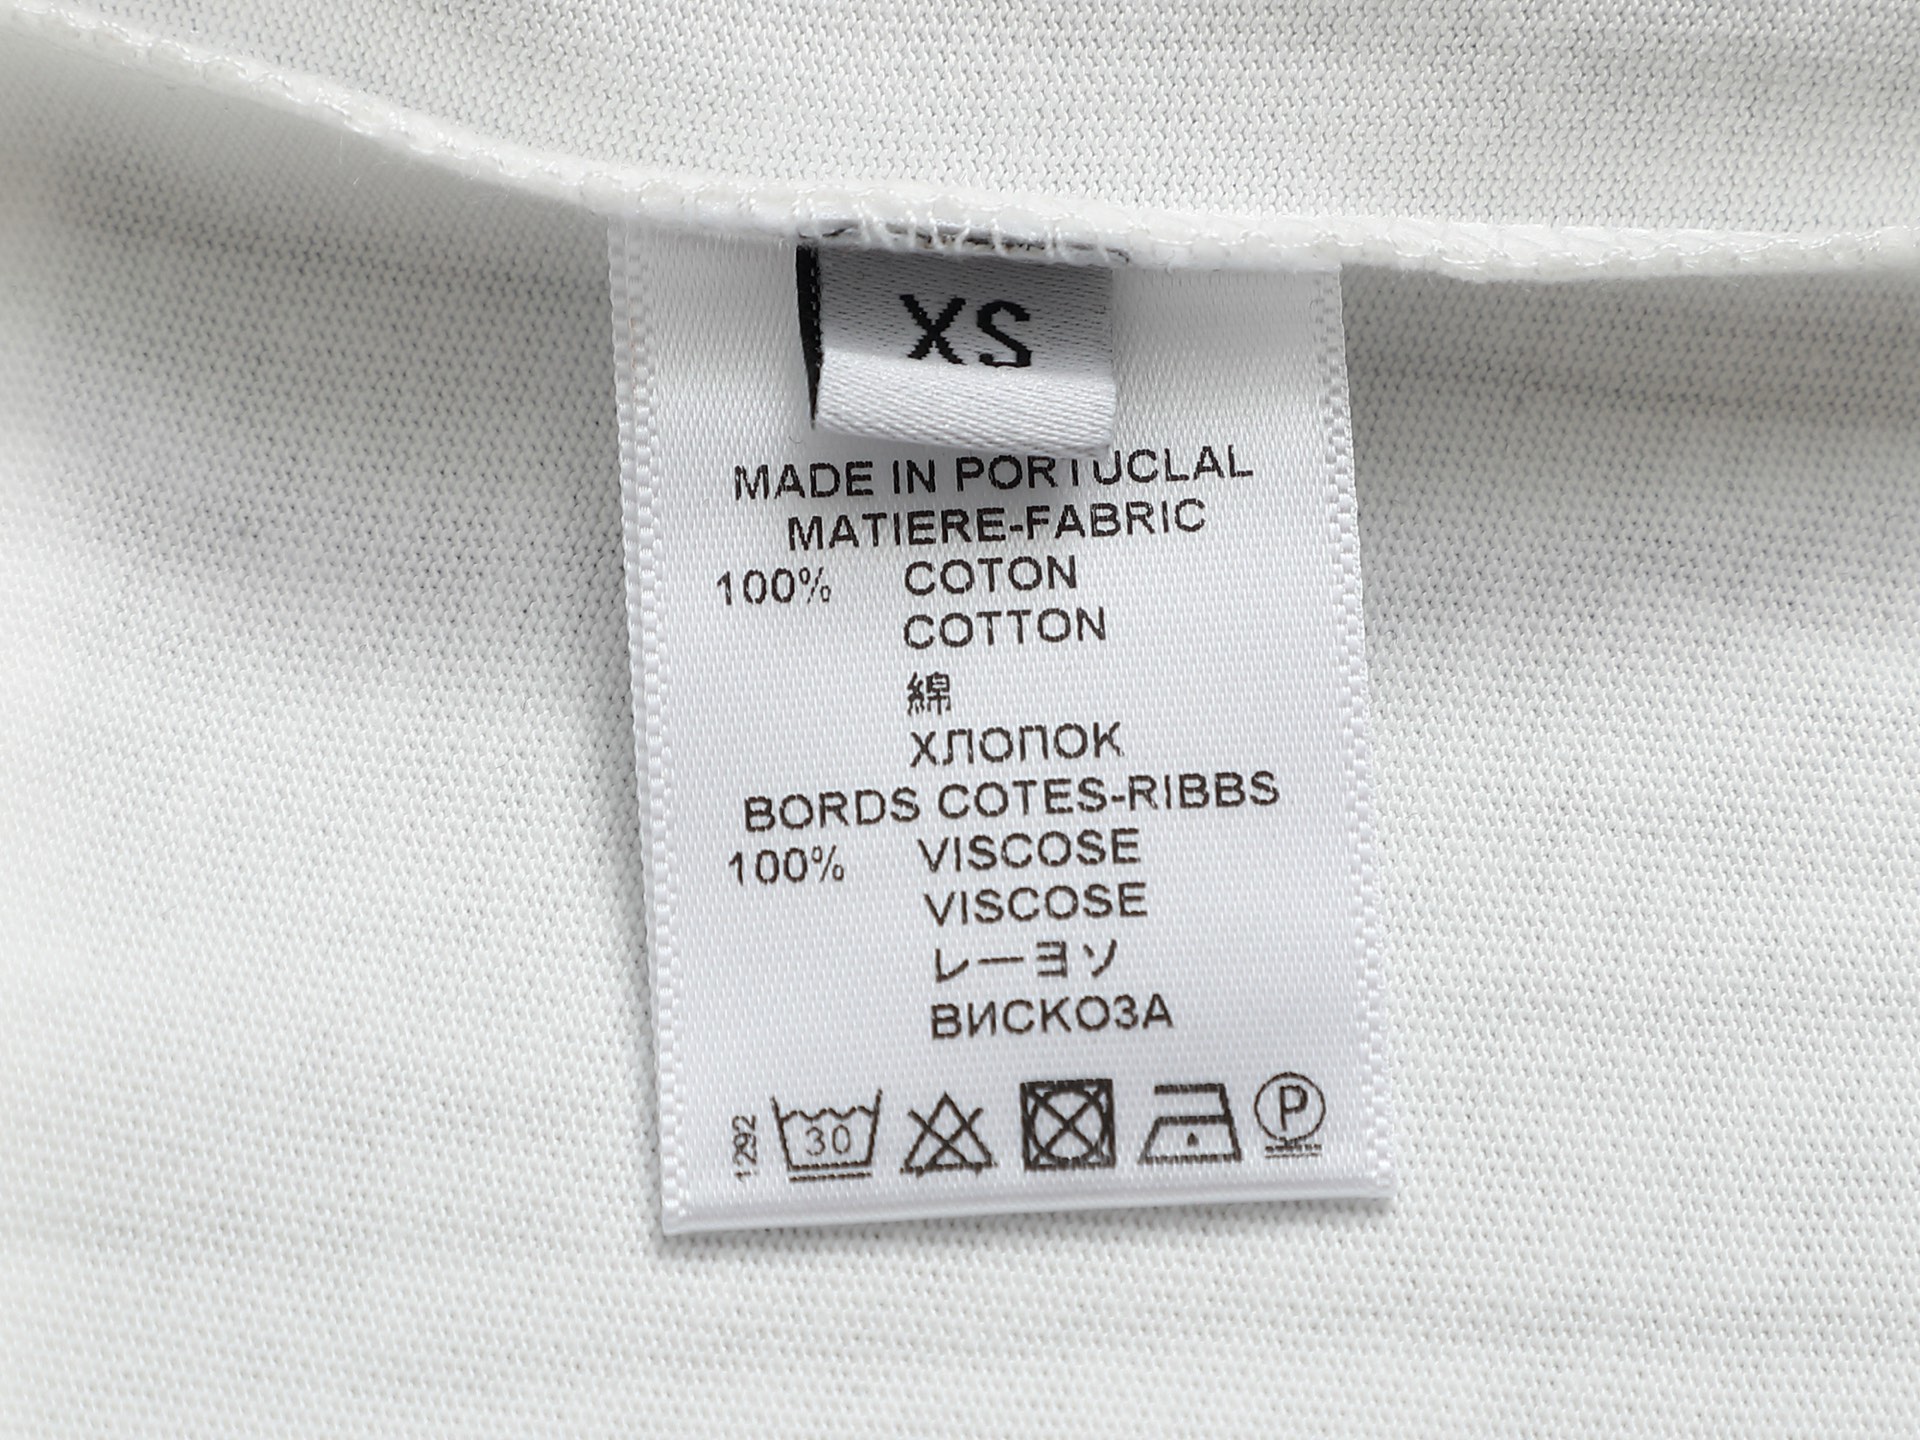 XS
MADE IN PORTUCLAL
MATIERE-FABRIC
100% COTON
COTTON
綿
ХЛОПОК
BORDS COTES-RIBBS
100% VISCOSE
VISCOSE
レーヨソ
ВИСКОЗА
1292 30 P